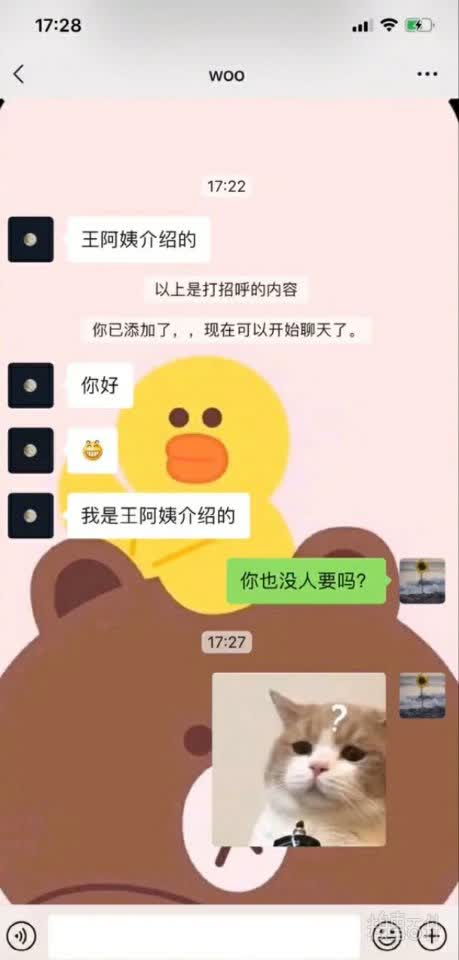 17:28
woo
17:22
王阿姨介绍的
以上是打招呼的内容
你已添加了，，现在可以开始聊天了。
你好
我是王阿姨介绍的
你也没人要吗?
17:27
?